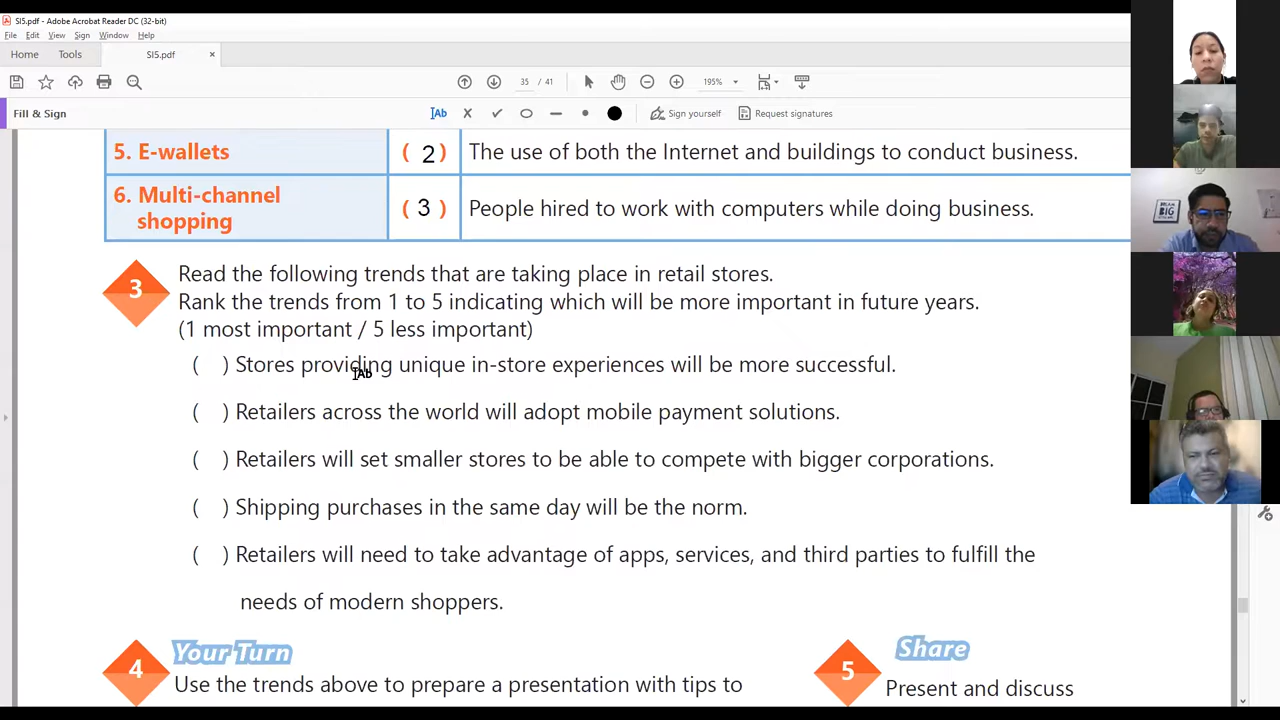 SI5.pdf - Adobe Acrobat Reader DC (32-bit)
File Edit View Sign Window Help
Home Tools SI5.pdf ×
35 / 41 195%
Fill & Sign Ab Sign yourself Request signatures
5. E-wallets ( 2 ) The use of both the Internet and buildings to conduct business.
6. Multi-channel
shopping ( 3 ) People hired to work with computers while doing business.
3 Read the following trends that are taking place in retail stores.
Rank the trends from 1 to 5 indicating which will be more important in future years.
(1 most important / 5 less important)
( ) Stores providing unique in-store experiences will be more successful.
Ab
( ) Retailers across the world will adopt mobile payment solutions.
( ) Retailers will set smaller stores to be able to compete with bigger corporations.
( ) Shipping purchases in the same day will be the norm.
( ) Retailers will need to take advantage of apps, services, and third parties to fulfill the
needs of modern shoppers.
4 Your Turn
Use the trends above to prepare a presentation with tips to
5 Share
Present and discuss
DREAM
BIG